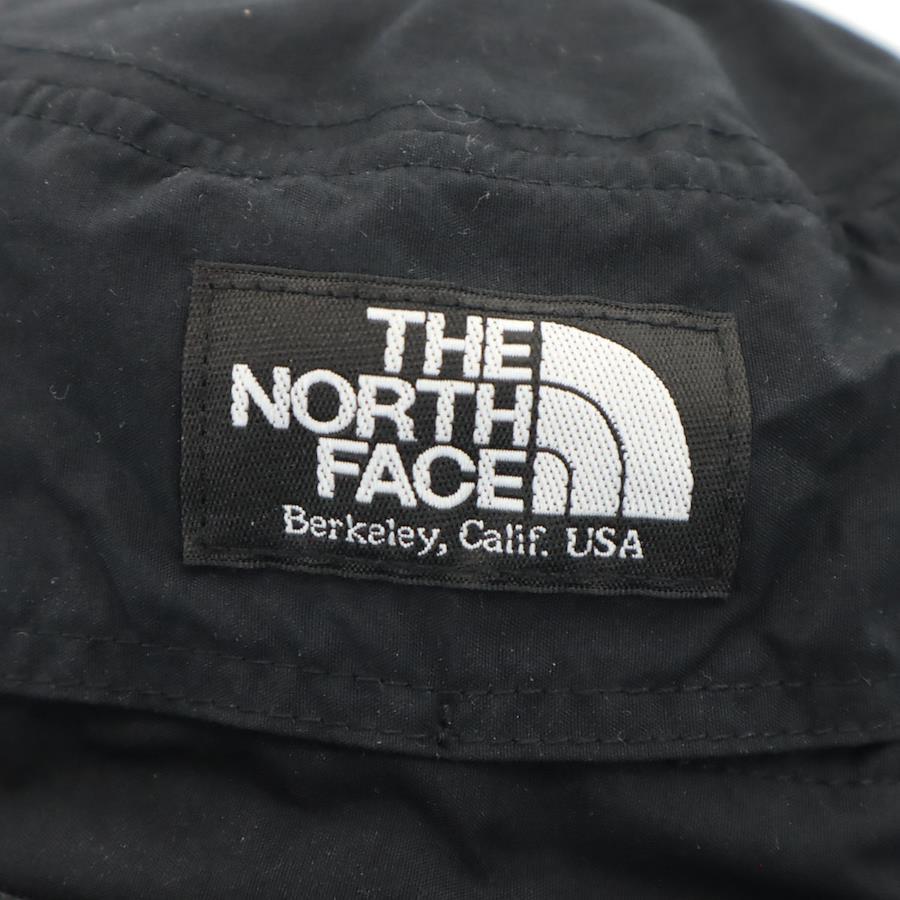 THE
NORTH
FACE
Berkeley, Calif. USA